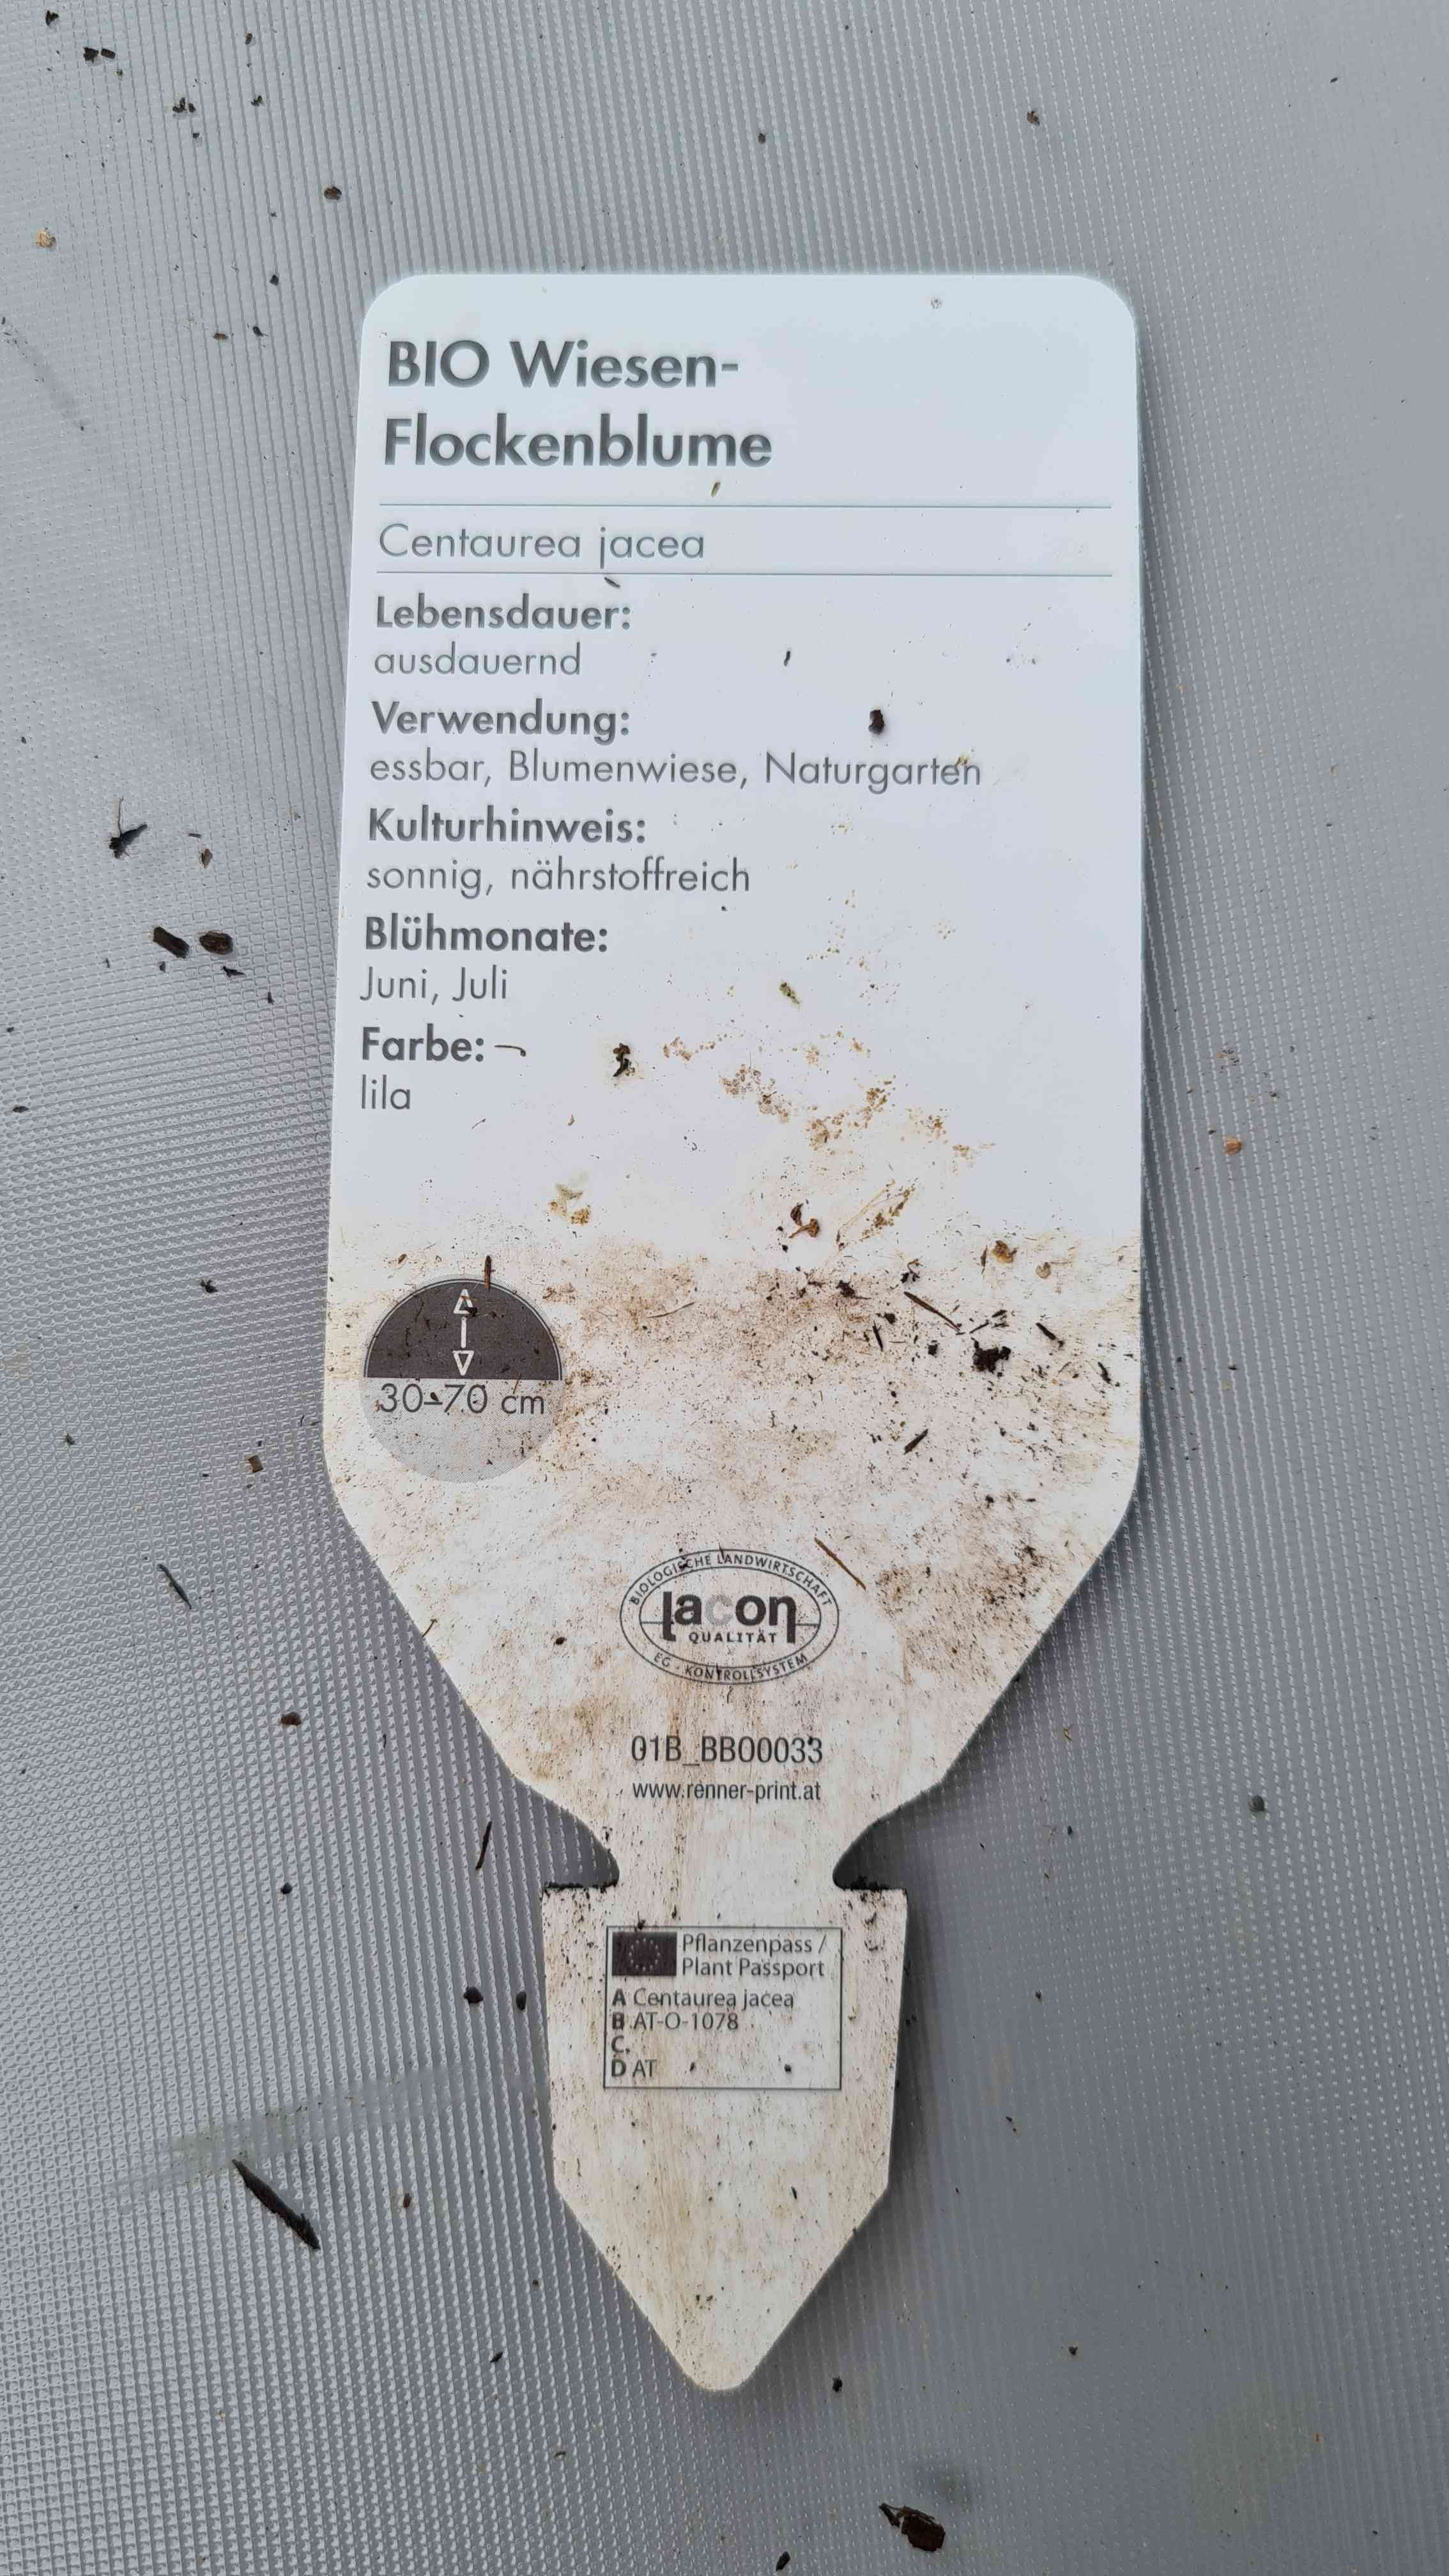 BIO Wiesen-
Flockenblume
Centaurea jacea
Lebensdauer:
ausdauernd
Verwendung:
essbar, Blumenwiese, Naturgarten
Kulturhinweis:
sonnig, nährstoffreich
Blühmonate:
Juni, Juli
Farbe:
lila
30-70 cm
BIOLOGISCHE LANDWIRTSCHAFT
lacon
QUALITÄT
EG - KONTROLLSYSTEM
01B_BBO0033
www.renner-print.at
Pflanzenpass /
Plant Passport
A Centaurea jacea
B AT-O-1078
C
D AT